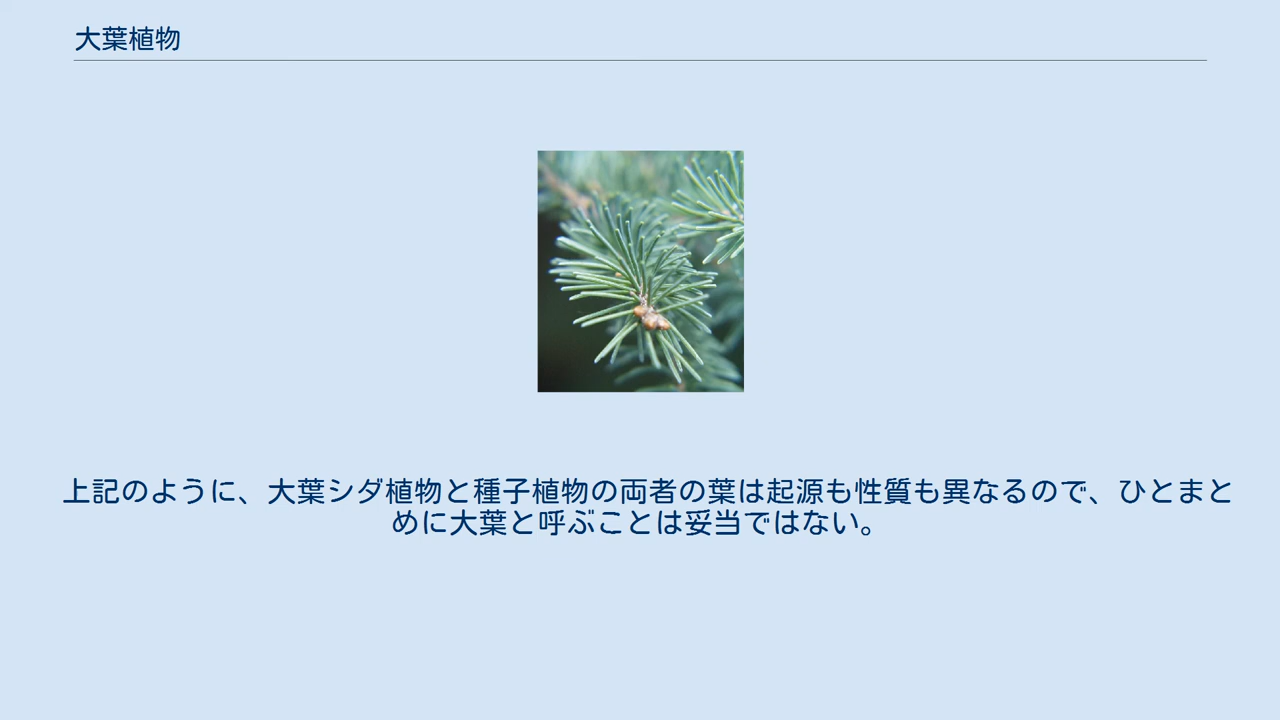 大葉植物
上記のように、大葉シダ植物と種子植物の両者の葉は起源も性質も異なるので、ひとまと
めに大葉と呼ぶことは妥当ではない。